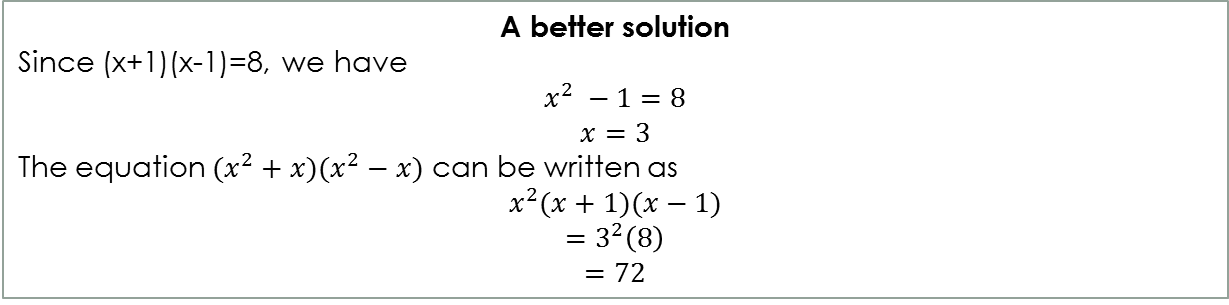 A better solution
Since (x+1)(x-1)=8, we have
x² − 1 = 8
x = 3
The equation (x² + x)(x² − x) can be written as
x²(x + 1)(x − 1)
= 3²(8)
= 72